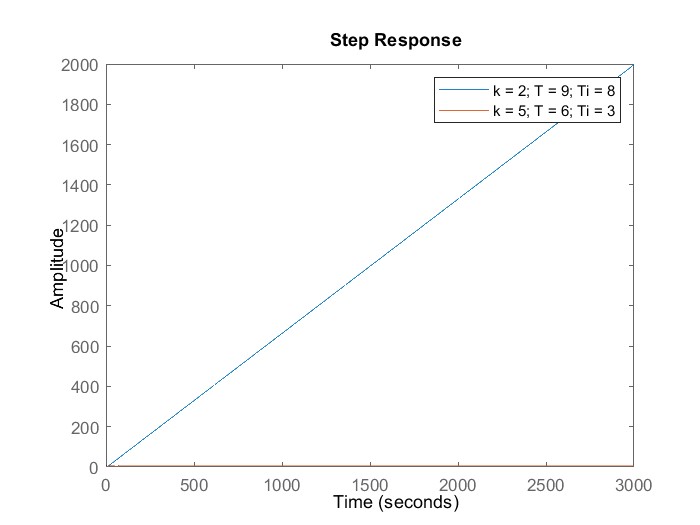 Step Response
2000
1800
1600
1400
1200
1000
800
600
400
200
0
Amplitude
k = 2; T = 9; Ti = 8
k = 5; T = 6; Ti = 3
0 500 1000 1500 2000 2500 3000
Time (seconds)